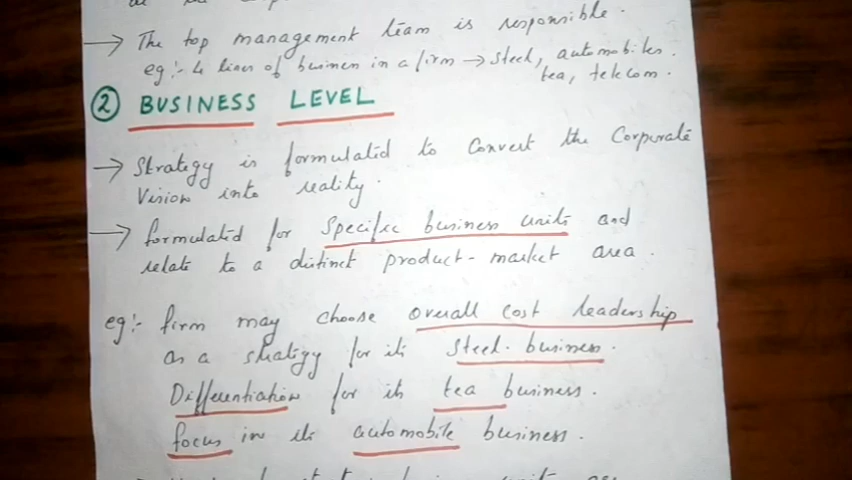 → The top management team is responsible.
eg:- 4 lines of business in a firm → steel, automobiles.
tea, telecom.
② BUSINESS LEVEL
→ Strategy is formulated to Convert the Corporate
Vision into reality.
→ formulated for Specific business units and
relate to a distinct product-market area.
eg:- firm may choose overall cost leadership
as a strategy for its Steel-business.
Differentiation for its tea business.
focus in its automobile business.